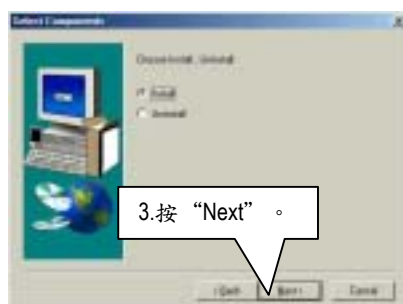 Select Components
Choose Install, Uninstall
Install
Uninstall
3.按“Next”。
< Back
Next >
Cancel